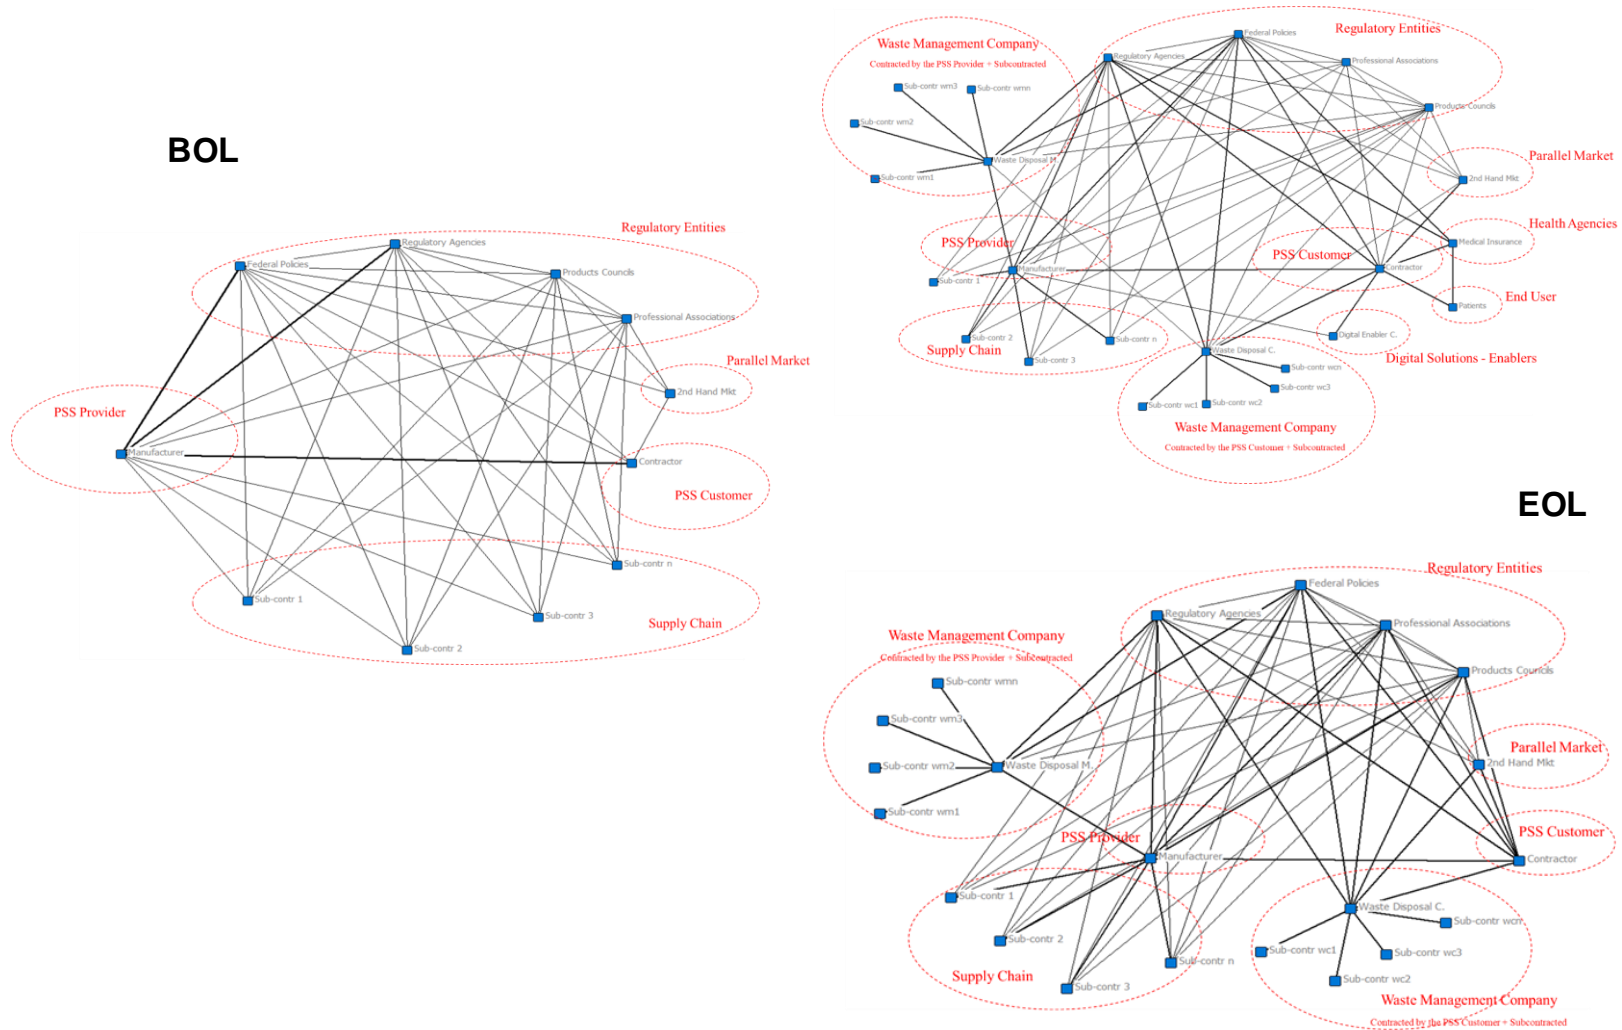 BOL
Regulatory Entities
Regulatory Agencies
Federal Policies
Products Councils
Professional Associations
Parallel Market
2nd Hand Mkt
PSS Provider
Manufacturer
Contractor
PSS Customer
Sub-contr n
Sub-contr 1
Sub-contr 3
Supply Chain
Sub-contr 2
Regulatory Entities
Federal Policies
Waste Management Company
Contracted by the PSS Provider + Subcontracted
Regulatory Agencies
Professional Associations
Sub-contr wm3
Sub-contr wmn
Products Councils
Sub-contr wm2
Waste Disposal M.
Parallel Market
Sub-contr wm1
2nd Hand Mkt
Health Agencies
PSS Provider
Medical Insurance
PSS Customer
Manufacturer
Contractor
Sub-contr 1
End User
Patients
Sub-contr 2
Sub-contr n
Digital Enabler C.
Supply Chain
Sub-contr 3
Waste Disposal C.
Digital Solutions - Enablers
Sub-contr wcn
Sub-contr wc3
Sub-contr wc1
Sub-contr wc2
Waste Management Company
Contracted by the PSS Customer + Subcontracted
EOL
Regulatory Entities
Federal Policies
Regulatory Agencies
Professional Associations
Waste Management Company
Contracted by the PSS Provider + Subcontracted
Products Councils
Sub-contr wmn
Sub-contr wm3
Parallel Market
2nd Hand Mkt
Sub-contr wm2
Waste Disposal M.
Sub-contr wm1
PSS Provider
PSS Customer
Manufacturer
Contractor
Sub-contr 1
Waste Disposal C.
Sub-contr wcn
Sub-contr 2
Sub-contr wc1
Sub-contr wc3
Sub-contr n
Supply Chain
Sub-contr wc2
Sub-contr 3
Waste Management Company
Contracted by the PSS Customer + Subcontracted